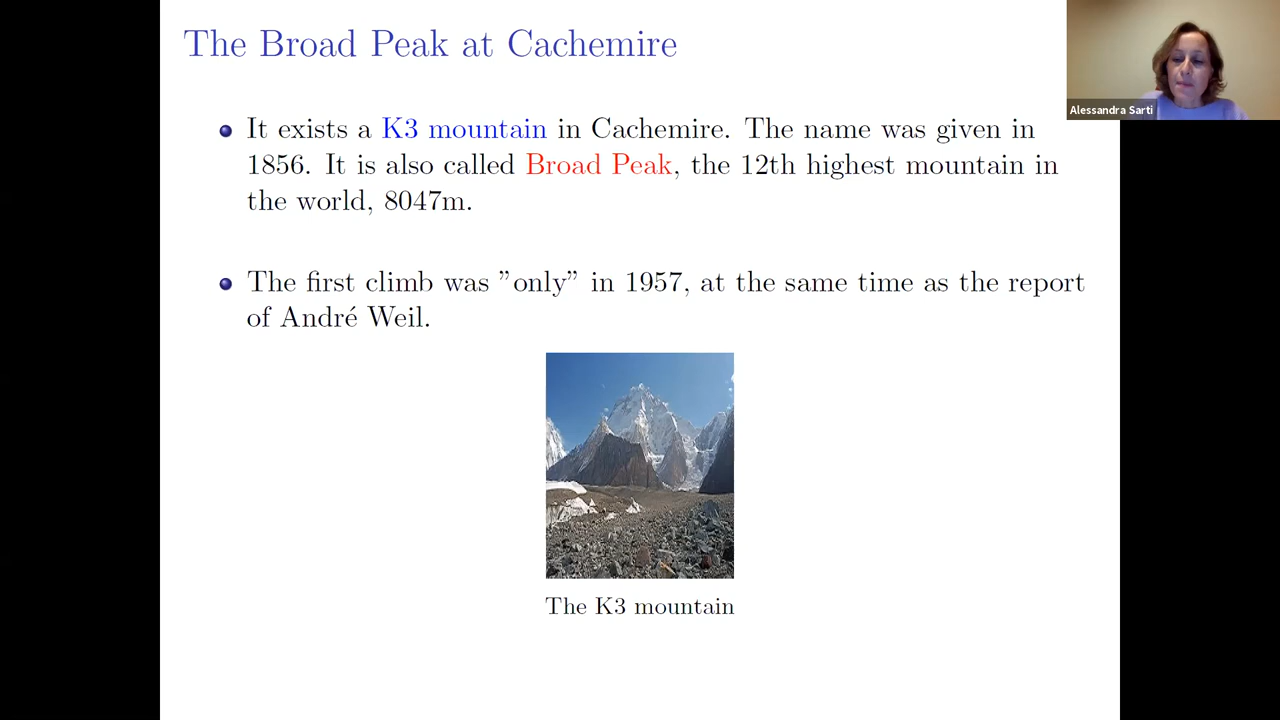 The Broad Peak at Cachemire
Alessandra Sarti
It exists a K3 mountain in Cachemire. The name was given in
1856. It is also called Broad Peak, the 12th highest mountain in
the world, 8047m.
The first climb was ”only” in 1957, at the same time as the report
of André Weil.
The K3 mountain